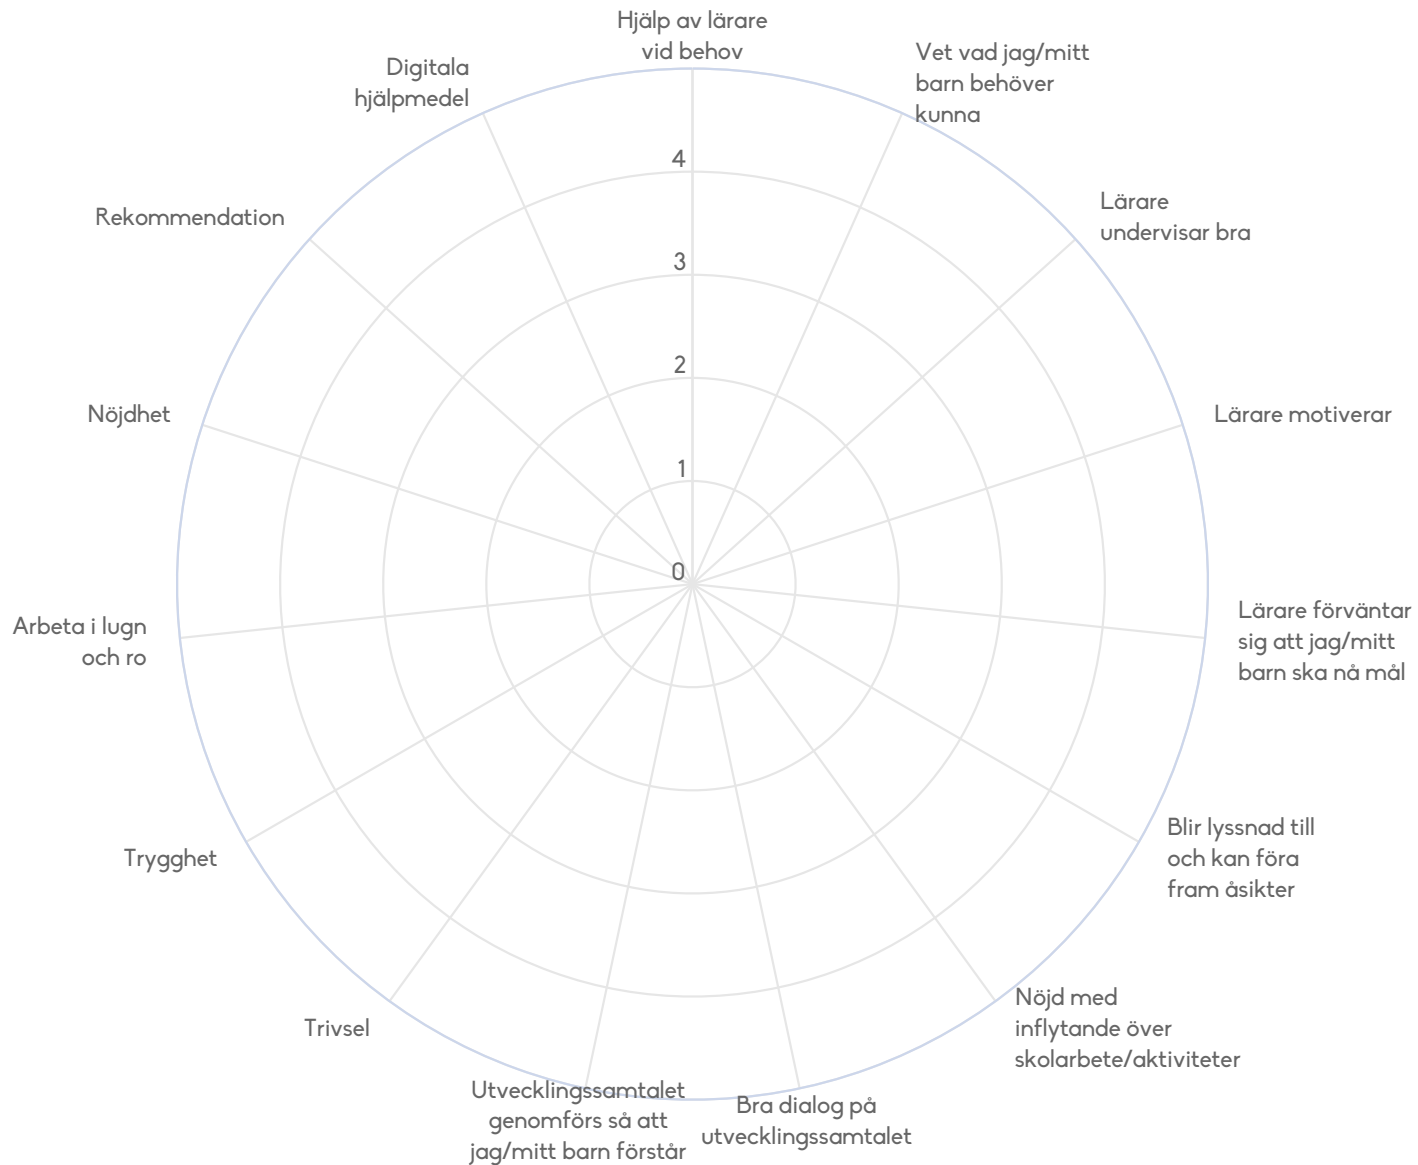 Hjälp av lärare
vid behov
Vet vad jag/mitt
barn behöver
kunna
Lärare
undervisar bra
Lärare motiverar
Lärare förväntar
sig att jag/mitt
barn ska nå mål
Blir lyssnad till
och kan föra
fram åsikter
Nöjd med
inflytande över
skolarbete/aktiviteter
Bra dialog på
utvecklingssamtalet
Utvecklingssamtalet
genomförs så att
jag/mitt barn förstår
Trivsel
Trygghet
Arbeta i lugn
och ro
Nöjdhet
Rekommendation
Digitala
hjälpmedel
4
3
2
1
0